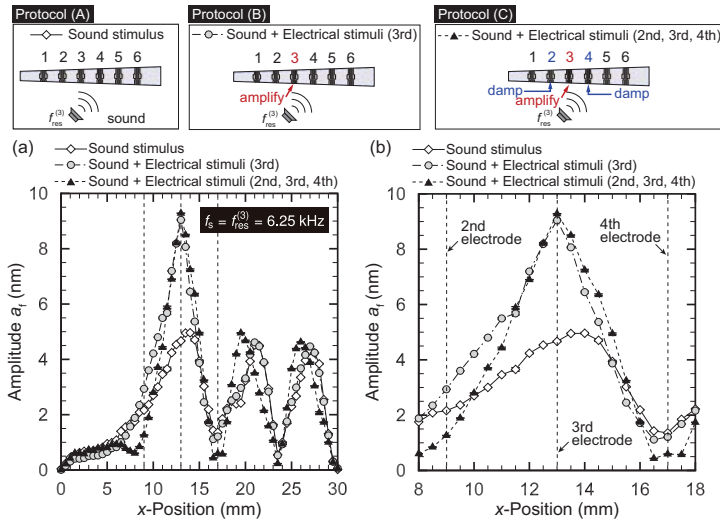 Protocol (A)
Sound stimulus
1 2 3 4 5 6
f_res^(3) sound
Protocol (B)
Sound + Electrical stimuli (3rd)
1 2 3 4 5 6
amplify
f_res^(3)
Protocol (C)
Sound + Electrical stimuli (2nd, 3rd, 4th)
1 2 3 4 5 6
damp amplify damp
f_res^(3)
(a)
Sound stimulus
Sound + Electrical stimuli (3rd)
Sound + Electrical stimuli (2nd, 3rd, 4th)
f_s = f_res^(3) = 6.25 kHz
Amplitude a_f (nm)
10
8
6
4
2
0
0 5 10 15 20 25 30
x-Position (mm)
(b)
Sound stimulus
Sound + Electrical stimuli (3rd)
Sound + Electrical stimuli (2nd, 3rd, 4th)
2nd
electrode
4th
electrode
3rd
electrode
Amplitude a_f (nm)
10
8
6
4
2
0
8 10 12 14 16 18
x-Position (mm)